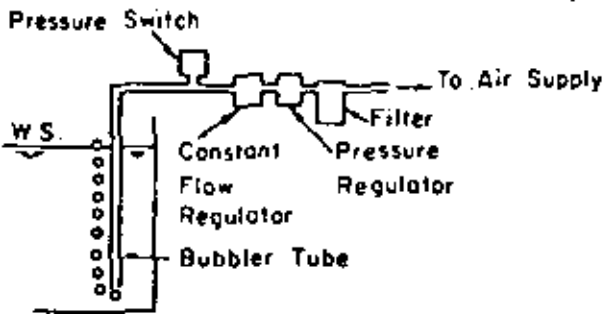 Pressure Switch
To Air Supply
Filter
W S.
Constant
Flow
Regulator
Pressure
Regulator
Bubbler Tube